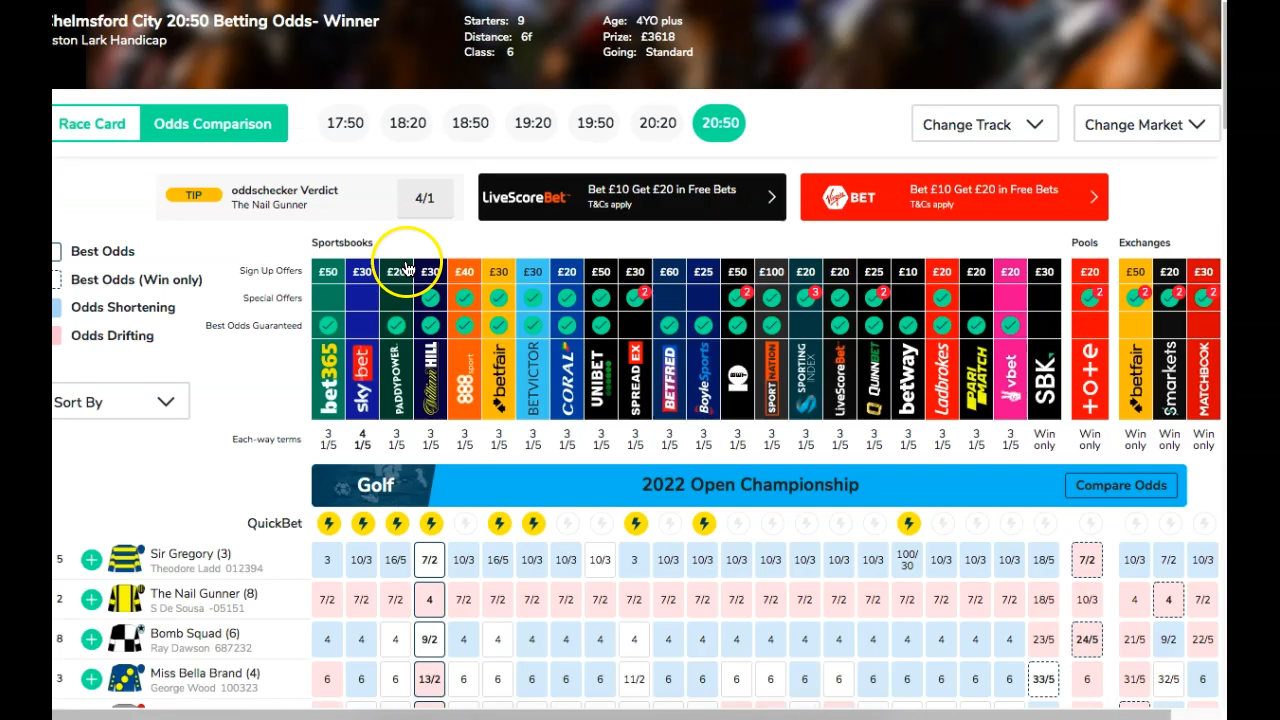 helmsford City 20:50 Betting Odds- Winner
ston Lark Handicap
Starters: 9
Distance: 6f
Class: 6
Age: 4YO plus
Prize: £3618
Going: Standard
Race Card
Odds Comparison
17:50 18:20 18:50 19:20 19:50 20:20 20:50
Change Track
Change Market
TIP
oddschecker Verdict
The Nail Gunner
4/1
LiveScoreBet
Bet £10 Get £20 in Free Bets
T&Cs apply
Virgin BET
Bet £10 Get £20 in Free Bets
T&Cs apply
Best Odds
Best Odds (Win only)
Odds Shortening
Odds Drifting
Sort By
Sportsbooks Pools Exchanges
Sign Up Offers £50 £30 £20 £30 £40 £30 £30 £20 £50 £30 £60 £25 £50 £100 £20 £20 £25 £10 £20 £20 £20 £30 £20 £50 £20 £30
Special Offers 2 2 3 2 2 2 2 2
Best Odds Guaranteed
bet365 sky bet PADDYPOWER. William HILL 888sport betfair BETVICTOR CORAL UNIBET SPREAD EX BETFRED BoyleSports 10 BET SPORT NATION SPORTING INDEX LiveScoreBet QUINNBET betway Ladbrokes PARI MATCH vbet SBK. tote betfair smarkets MATCHBOOK
Each-way terms
3 4 3 3 3 3 3 3 3 3 3 3 3 3 3 3 3 3 3 3 3 Win Win Win Win Win
1/5 1/5 1/5 1/5 1/5 1/5 1/5 1/5 1/5 1/5 1/5 1/5 1/5 1/5 1/5 1/5 1/5 1/5 1/5 1/5 1/5 only only only only only
Golf
2022 Open Championship
Compare Odds
QuickBet
5 Sir Gregory (3)
Theodore Ladd 012394
3 10/3 16/5 7/2 10/3 16/5 10/3 10/3 10/3 3 10/3 10/3 10/3 10/3 10/3 10/3 10/3 100/30 10/3 10/3 10/3 18/5 7/2 10/3 7/2 10/3
2 The Nail Gunner (8)
S De Sousa -05151
7/2 7/2 7/2 4 7/2 7/2 7/2 7/2 7/2 7/2 7/2 7/2 7/2 7/2 7/2 7/2 7/2 7/2 7/2 7/2 7/2 18/5 10/3 4 4 7/2
8 Bomb Squad (6)
Ray Dawson 687232
4 4 4 9/2 4 4 4 4 4 4 4 4 4 4 4 4 4 4 4 4 4 23/5 24/5 21/5 9/2 22/5
3 Miss Bella Brand (4)
George Wood 100323
6 6 6 13/2 6 6 6 6 6 11/2 6 6 6 6 6 6 6 6 6 6 6 33/5 6 31/5 32/5 6